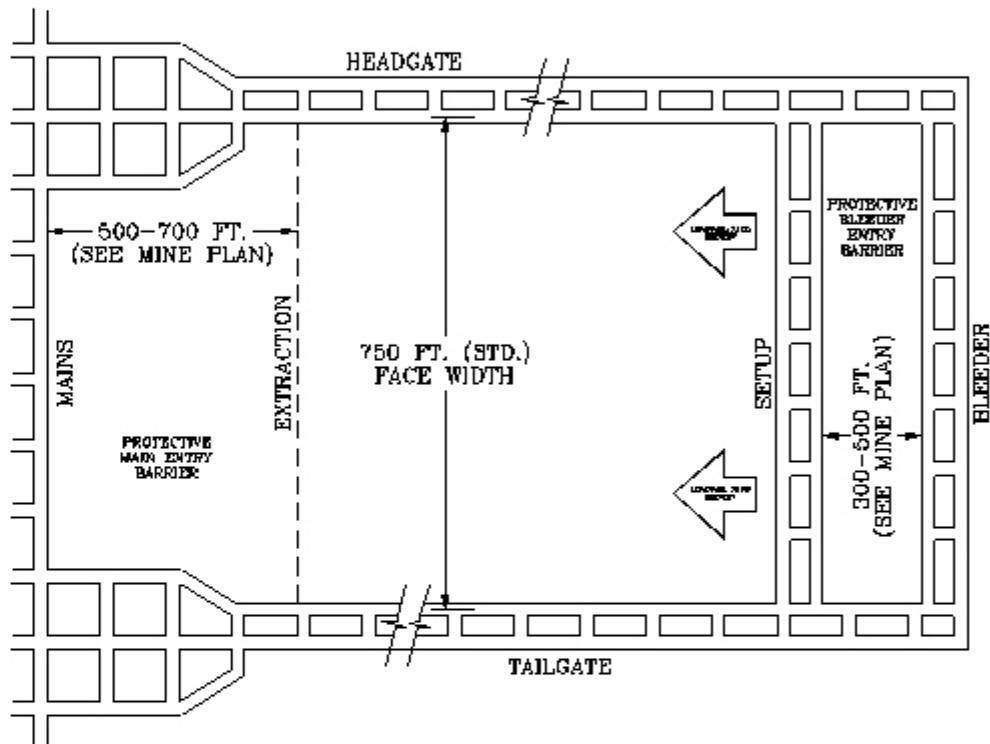 HEADGATE
500-700 FT.
(SEE MINE PLAN)
PROTECTIVE
BLEEDER
ENTRY
BARRIER
MAINS
EXTRACTION
750 FT. (STD.)
FACE WIDTH
SETUP
300-500 FT.
(SEE MINE PLAN)
BLEEDER
PROTECTIVE
MAIN ENTRY
BARRIER
TAILGATE